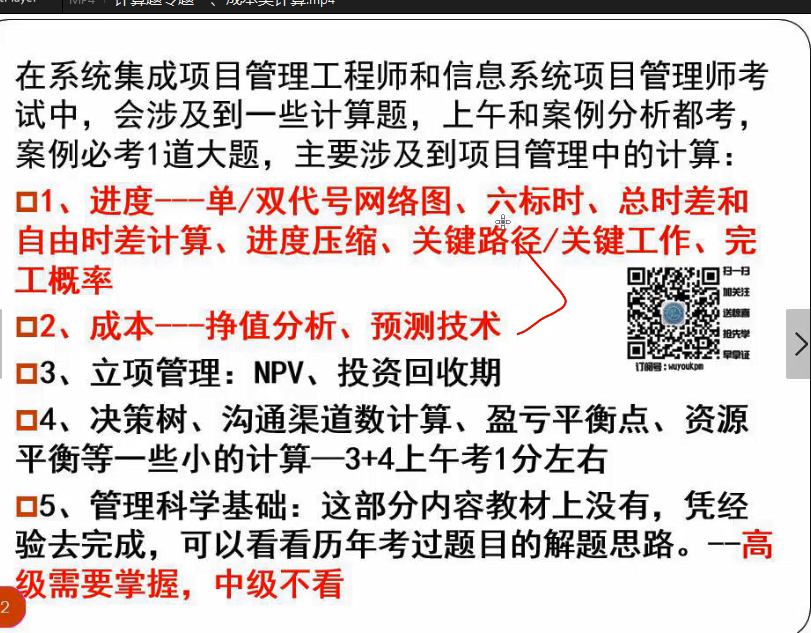 MP4 计算题专题一、成本类计算.mp4
在系统集成项目管理工程师和信息系统项目管理师考
试中，会涉及到一些计算题，上午和案例分析都考，
案例必考1道大题，主要涉及到项目管理中的计算：
1、进度---单/双代号网络图、六标时、总时差和
自由时差计算、进度压缩、关键路径/关键工作、完
工概率
2、成本---挣值分析、预测技术
3、立项管理：NPV、投资回收期
4、决策树、沟通渠道数计算、盈亏平衡点、资源
平衡等一些小的计算—3+4上午考1分左右
5、管理科学基础：这部分内容教材上没有，凭经
验去完成，可以看看历年考过题目的解题思路。--高
级需要掌握，中级不看
扫一扫
加关注
送惊喜
抢先学
早拿证
订阅号：wuyoukpm
2